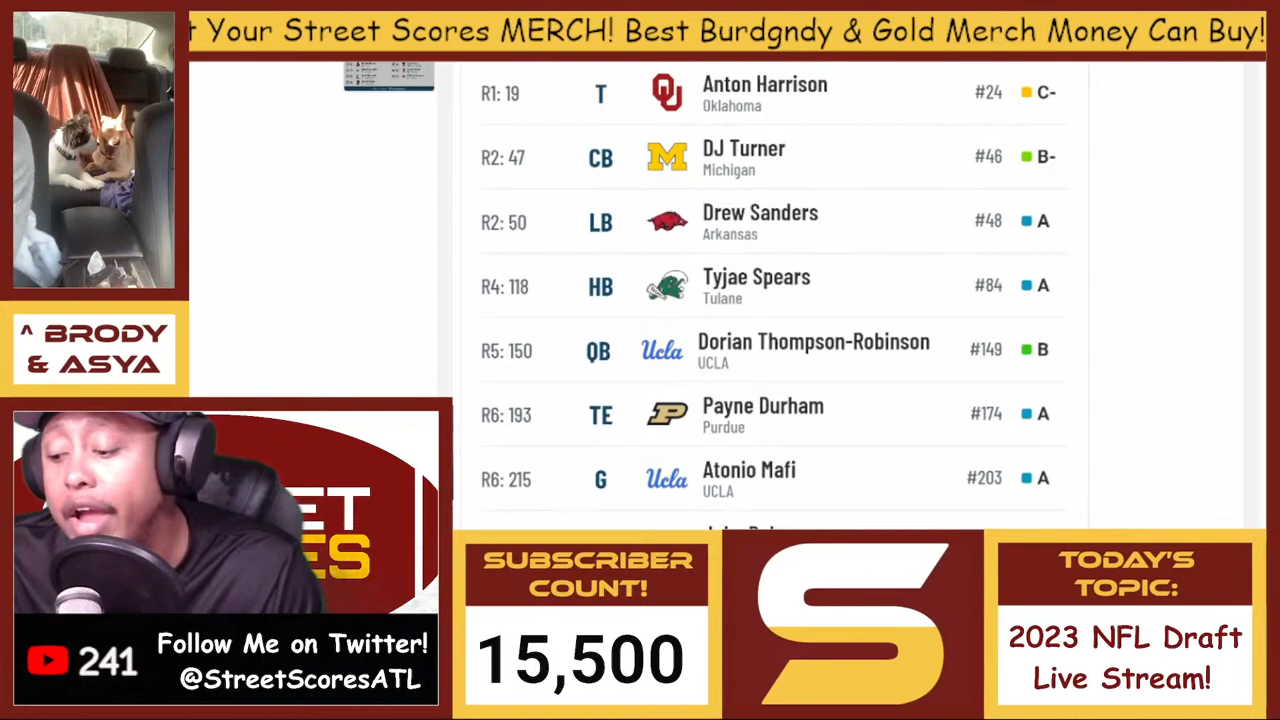 t Your Street Scores MERCH! Best Burdgndy & Gold Merch Money Can Buy!
R1: 19 T OU Anton Harrison #24 C-
Oklahoma
R2: 47 CB M DJ Turner #46 B-
Michigan
R2: 50 LB Drew Sanders #48 A
Arkansas
R4: 118 HB Tyjae Spears #84 A
Tulane
R5: 150 QB Ucla Dorian Thompson-Robinson #149 B
UCLA
R6: 193 TE P Payne Durham #174 A
Purdue
R6: 215 G Ucla Atonio Mafi #203 A
UCLA
^ BRODY
& ASYA
ET
ES
241 Follow Me on Twitter!
@StreetScoresATL
SUBSCRIBER
COUNT!
15,500
S
TODAY'S
TOPIC:
2023 NFL Draft
Live Stream!